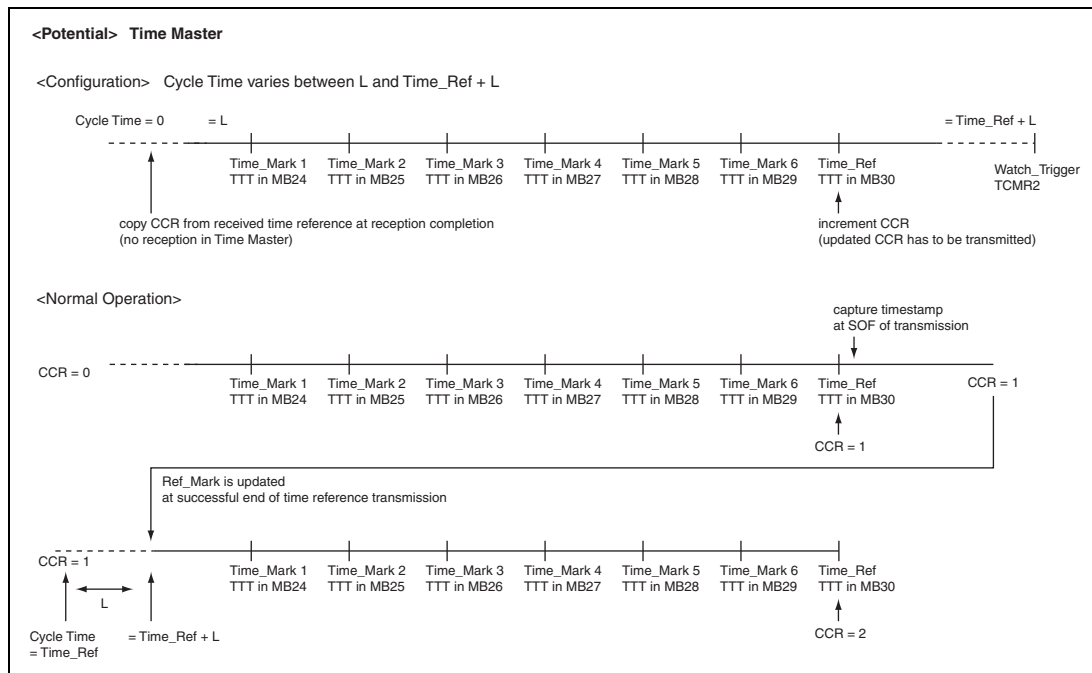 <Potential> Time Master
<Configuration> Cycle Time varies between L and Time_Ref + L
Cycle Time = 0 = L = Time_Ref + L
Time_Mark 1 Time_Mark 2 Time_Mark 3 Time_Mark 4 Time_Mark 5 Time_Mark 6 Time_Ref
TTT in MB24 TTT in MB25 TTT in MB26 TTT in MB27 TTT in MB28 TTT in MB29 TTT in MB30
Watch_Trigger
TCMR2
copy CCR from received time reference at reception completion
(no reception in Time Master)
increment CCR
(updated CCR has to be transmitted)
<Normal Operation>
capture timestamp
at SOF of transmission
CCR = 0
Time_Mark 1 Time_Mark 2 Time_Mark 3 Time_Mark 4 Time_Mark 5 Time_Mark 6 Time_Ref
TTT in MB24 TTT in MB25 TTT in MB26 TTT in MB27 TTT in MB28 TTT in MB29 TTT in MB30
CCR = 1
CCR = 1
Ref_Mark is updated
at successful end of time reference transmission
CCR = 1
Time_Mark 1 Time_Mark 2 Time_Mark 3 Time_Mark 4 Time_Mark 5 Time_Mark 6 Time_Ref
TTT in MB24 TTT in MB25 TTT in MB26 TTT in MB27 TTT in MB28 TTT in MB29 TTT in MB30
L
Cycle Time
= Time_Ref
= Time_Ref + L
CCR = 2